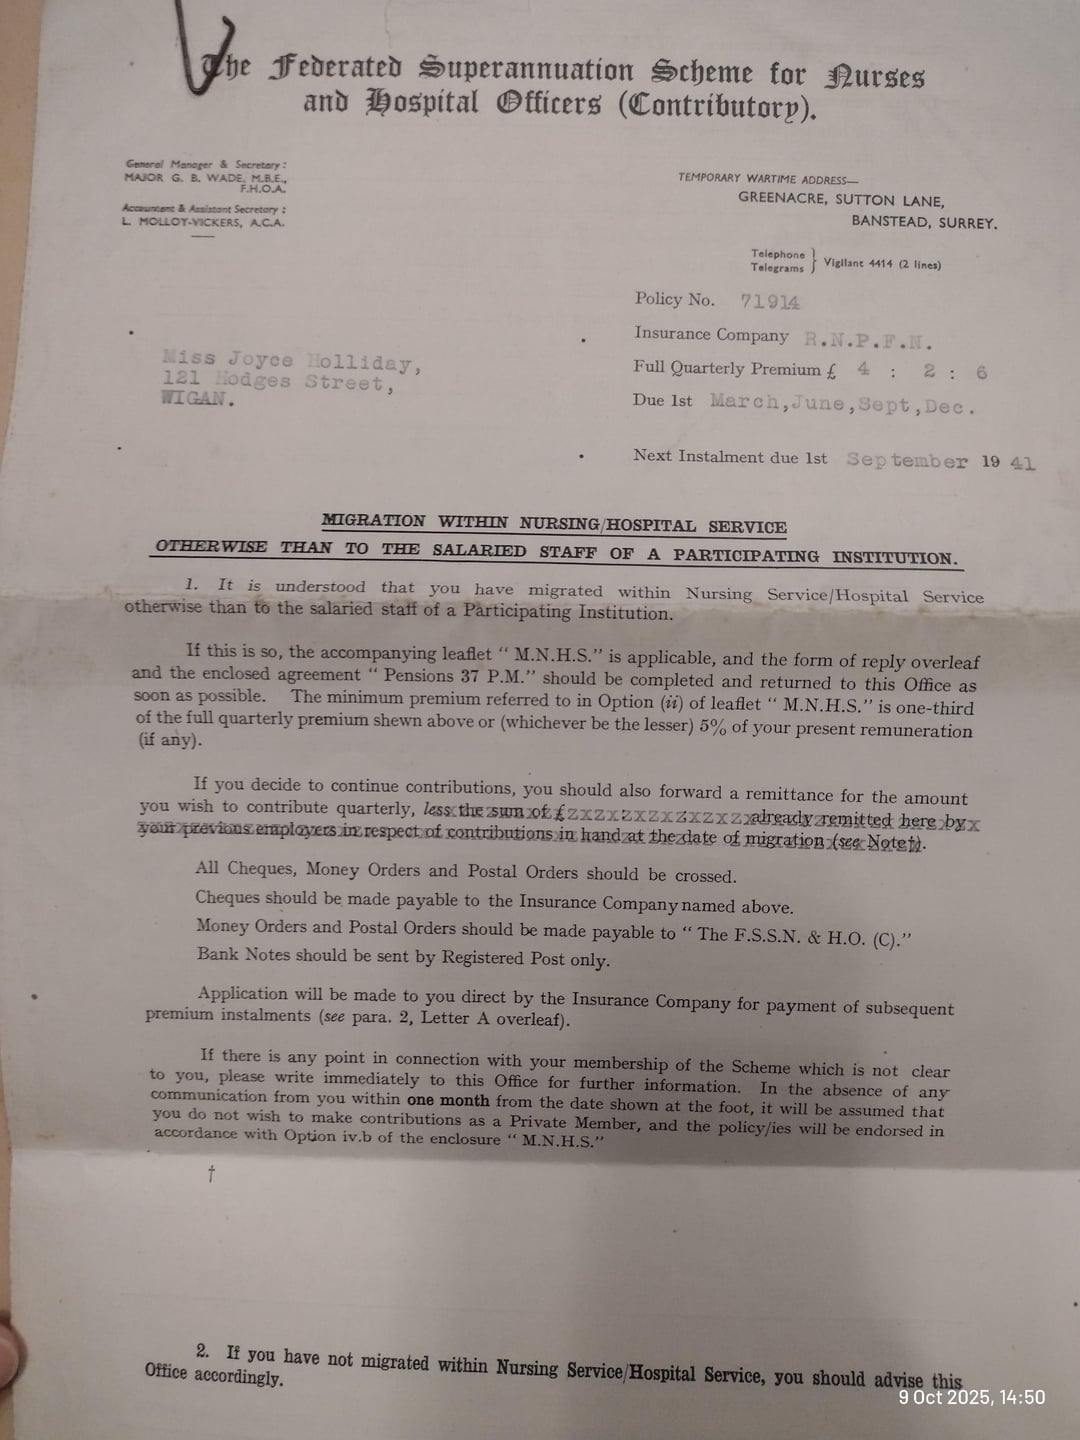 The Federated Superannuation Scheme for Nurses
and Hospital Officers (Contributory).
General Manager & Secretary:
MAJOR G. B. WADE, M.B.E.,
F.H.O.A.
Accountant & Assistant Secretary:
L. MOLLOY-VICKERS, A.C.A.
TEMPORARY WARTIME ADDRESS—
GREENACRE, SUTTON LANE,
BANSTEAD, SURREY.
Telephone
Telegrams } Vigilant 4414 (2 lines)
Policy No. 71914
Insurance Company R.N.P.F.N.
Full Quarterly Premium £ 4 : 2 : 6
Due 1st March,June,Sept,Dec.
Next Instalment due 1st September 19 41
Miss Joyce Holliday,
121 Hodges Street,
WIGAN.
MIGRATION WITHIN NURSING/HOSPITAL SERVICE
OTHERWISE THAN TO THE SALARIED STAFF OF A PARTICIPATING INSTITUTION.
1. It is understood that you have migrated within Nursing Service/Hospital Service
otherwise than to the salaried staff of a Participating Institution.
If this is so, the accompanying leaflet “ M.N.H.S.” is applicable, and the form of reply overleaf
and the enclosed agreement “ Pensions 37 P.M.” should be completed and returned to this Office as
soon as possible. The minimum premium referred to in Option (ii) of leaflet “ M.N.H.S.” is one-third
of the full quarterly premium shewn above or (whichever be the lesser) 5% of your present remuneration
(if any).
If you decide to continue contributions, you should also forward a remittance for the amount
you wish to contribute quarterly, less the sum of £ already remitted here by
your previous employers in respect of contributions in hand at the date of migration (see Note†).
All Cheques, Money Orders and Postal Orders should be crossed.
Cheques should be made payable to the Insurance Company named above.
Money Orders and Postal Orders should be made payable to “ The F.S.S.N. & H.O. (C).”
Bank Notes should be sent by Registered Post only.
Application will be made to you direct by the Insurance Company for payment of subsequent
premium instalments (see para. 2, Letter A overleaf).
If there is any point in connection with your membership of the Scheme which is not clear
to you, please write immediately to this Office for further information. In the absence of any
communication from you within one month from the date shown at the foot, it will be assumed that
you do not wish to make contributions as a Private Member, and the policy/ies will be endorsed in
accordance with Option iv.b of the enclosure “ M.N.H.S.”
†
2. If you have not migrated within Nursing Service/Hospital Service, you should advise this
Office accordingly.
9 Oct 2025, 14:50